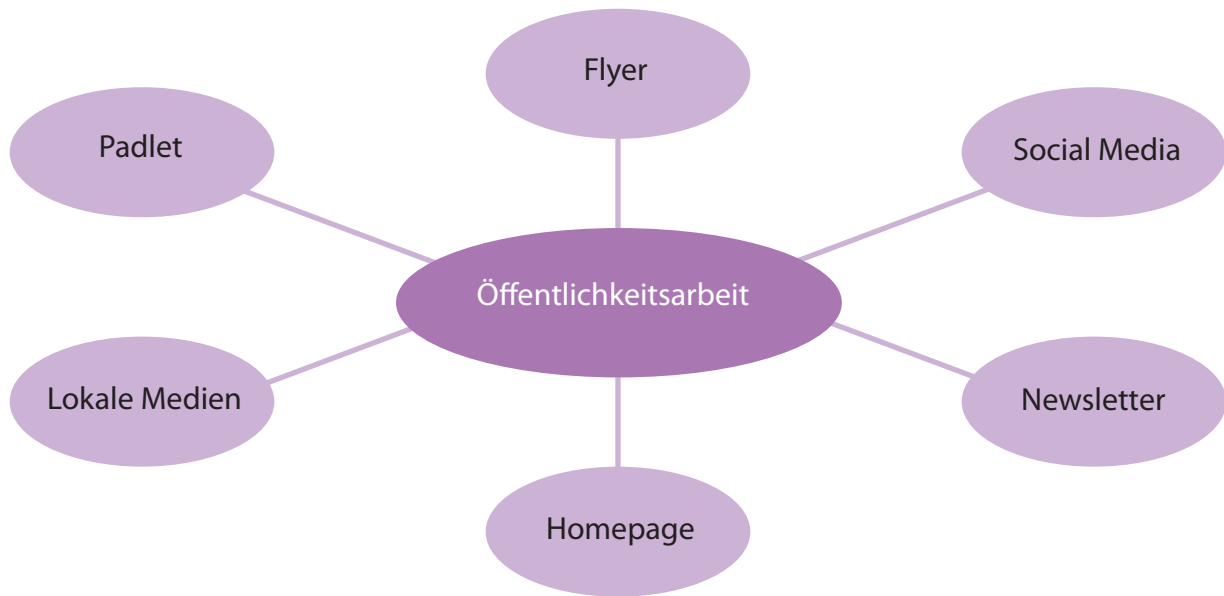 Flyer
Padlet
Social Media
Öffentlichkeitsarbeit
Lokale Medien
Newsletter
Homepage